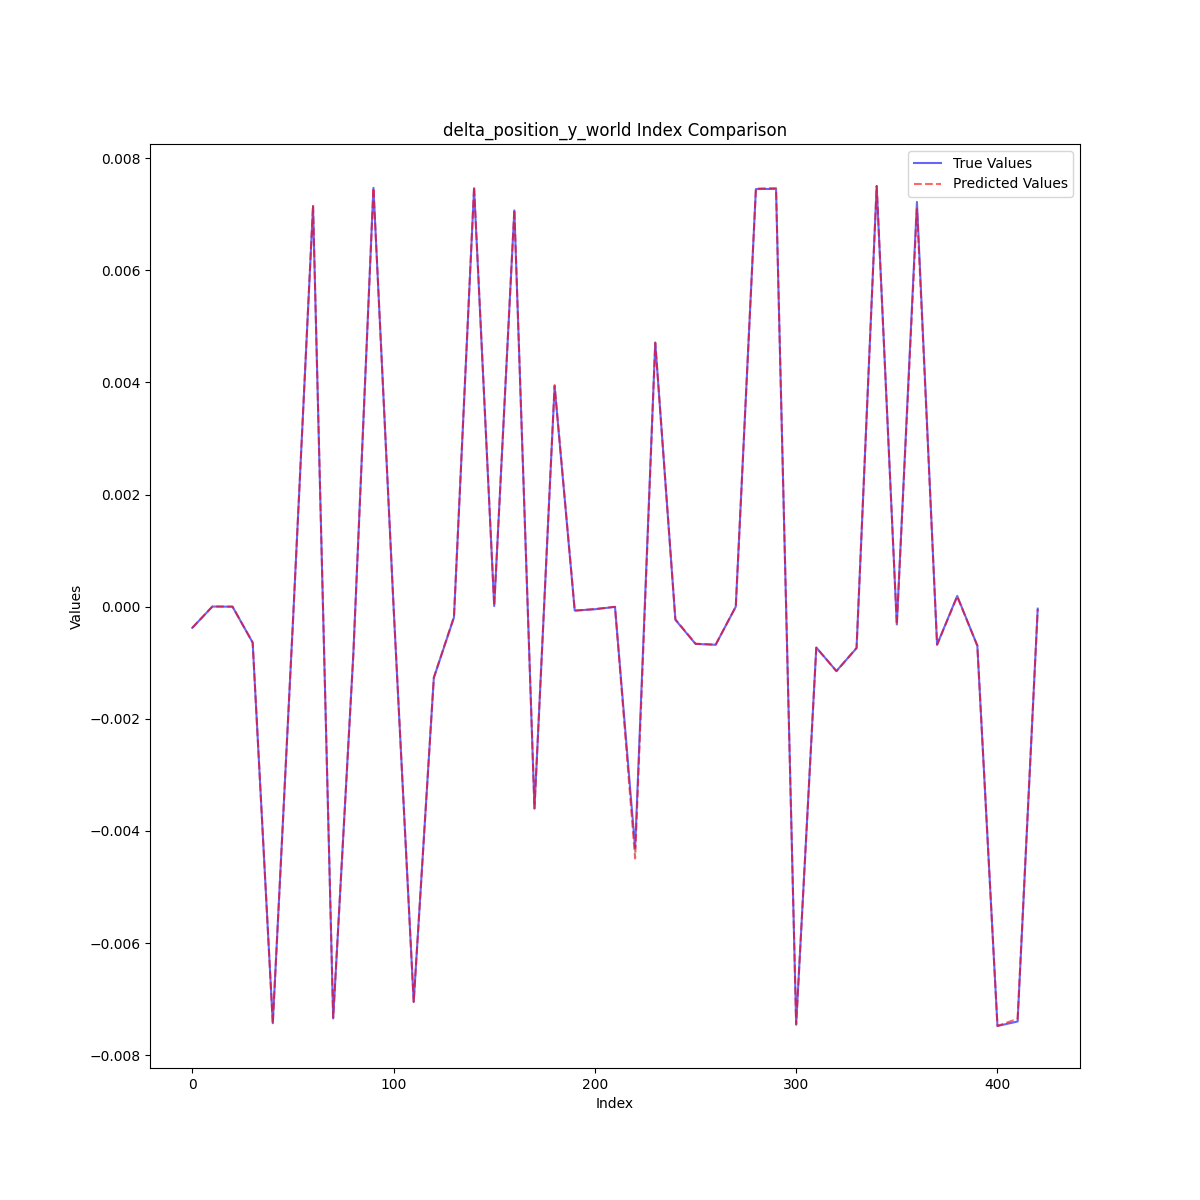 delta_position_y_world Index Comparison
True Values
Predicted Values
0.008
0.006
0.004
0.002
0.000
−0.002
−0.004
−0.006
−0.008
Values
0 100 200 300 400
Index